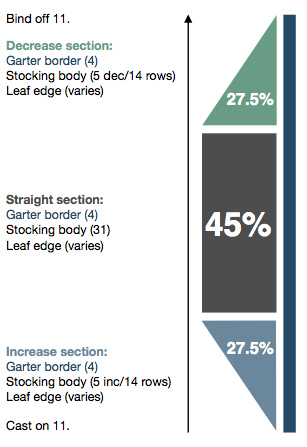 Bind off 11.
Decrease section:
Garter border (4)
Stocking body (5 dec/14 rows)
Leaf edge (varies)
27.5%
Straight section:
Garter border (4)
Stocking body (31)
Leaf edge (varies)
45%
Increase section:
Garter border (4)
Stocking body (5 inc/14 rows)
Leaf edge (varies)
27.5%
Cast on 11.